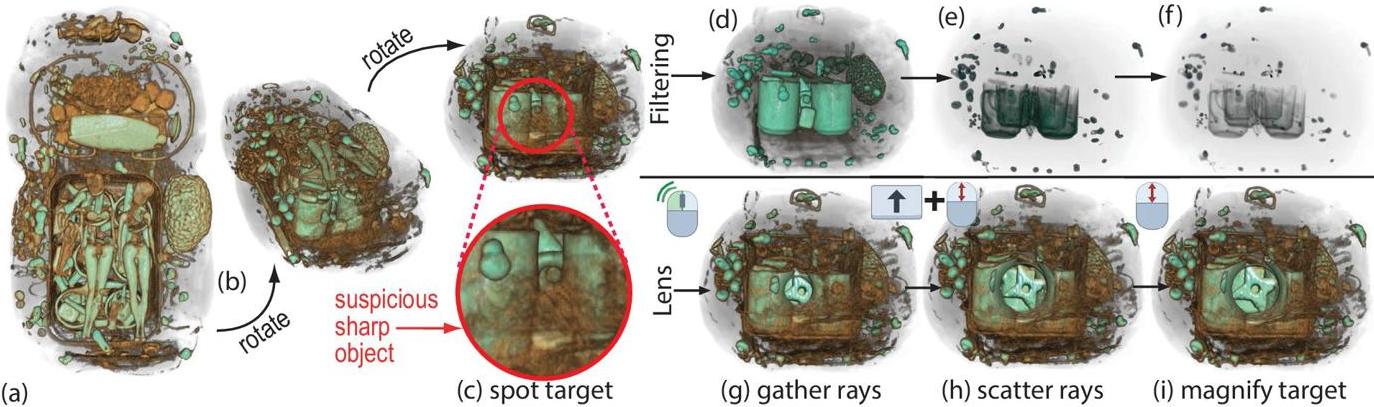 (a)
(b)
rotate
rotate
suspicious
sharp
object
(c) spot target
Filtering
(d)
(e)
(f)
Lens
(g) gather rays
+
(h) scatter rays
(i) magnify target